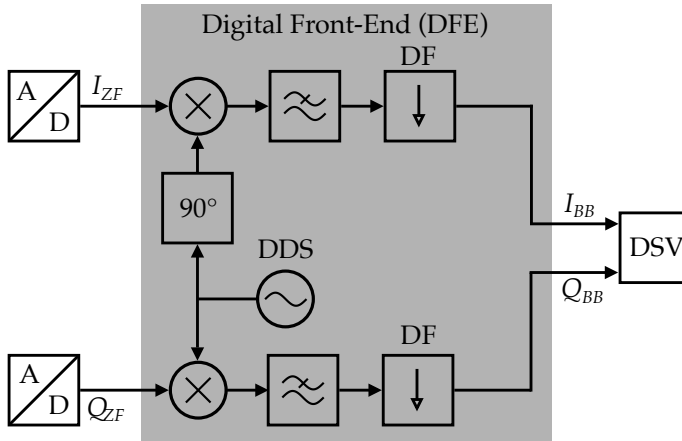 Digital Front-End (DFE)
DF
A
D
I_ZF
90°
DDS
I_BB
DSV
Q_BB
DF
A
D
Q_ZF